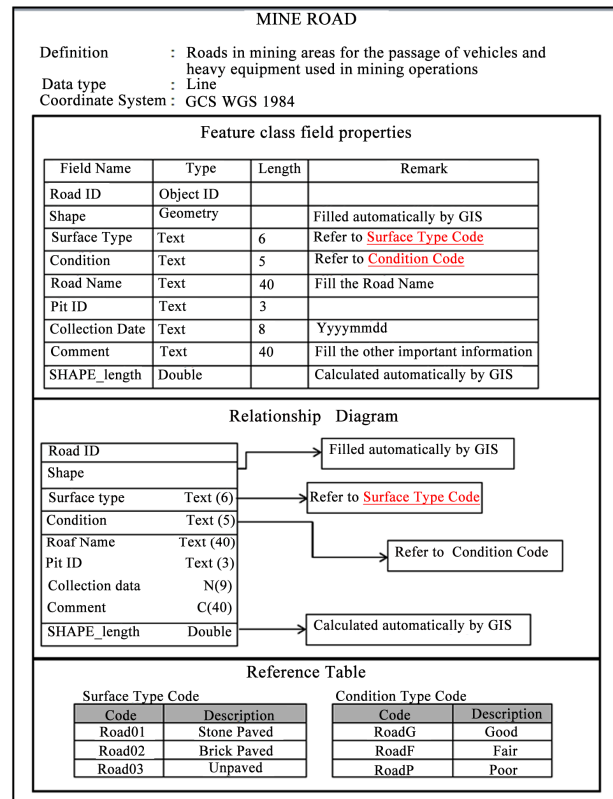 MINE ROAD
Definition : Roads in mining areas for the passage of vehicles and
heavy equipment used in mining operations
Data type : Line
Coordinate System : GCS WGS 1984
Feature class field properties
Field Name Type Length Remark
Road ID Object ID
Shape Geometry Filled automatically by GIS
Surface Type Text 6 Refer to Surface Type Code
Condition Text 5 Refer to Condition Code
Road Name Text 40 Fill the Road Name
Pit ID Text 3
Collection Date Text 8 Yyyymmdd
Comment Text 40 Fill the other important information
SHAPE_length Double Calculated automatically by GIS
Relationship Diagram
Road ID Filled automatically by GIS
Shape
Surface type Text (6) Refer to Surface Type Code
Condition Text (5)
Roaf Name Text (40)
Pit ID Text (3) Refer to Condition Code
Collection data N(9)
Comment C(40)
SHAPE_length Double Calculated automatically by GIS
Reference Table
Surface Type Code Condition Type Code
Code Description Code Description
Road01 Stone Paved RoadG Good
Road02 Brick Paved RoadF Fair
Road03 Unpaved RoadP Poor